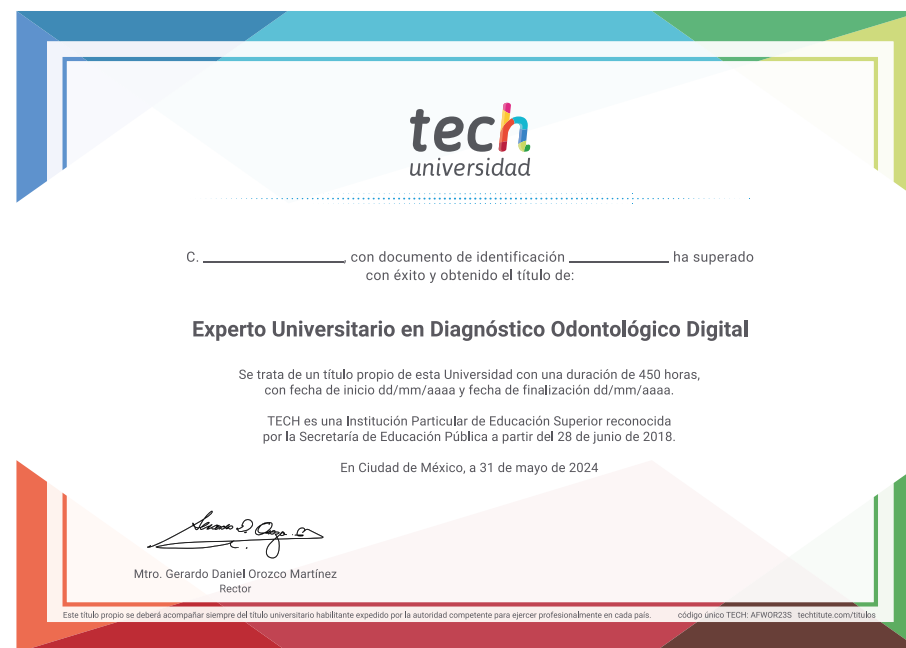 tech
universidad
C. ____________, con documento de identificación ____________ ha superado
con éxito y obtenido el título de:
Experto Universitario en Diagnóstico Odontológico Digital
Se trata de un título propio de esta Universidad con una duración de 450 horas,
con fecha de inicio dd/mm/aaaa y fecha de finalización dd/mm/aaaa.
TECH es una Institución Particular de Educación Superior reconocida
por la Secretaría de Educación Pública a partir del 28 de junio de 2018.
En Ciudad de México, a 31 de mayo de 2024
Mtro. Gerardo Daniel Orozco Martínez
Rector
Este título propio se deberá acompañar siempre del título universitario habilitante expedido por la autoridad competente para ejercer profesionalmente en cada país. código único TECH: AFWOR23S techtitute.com/titulos